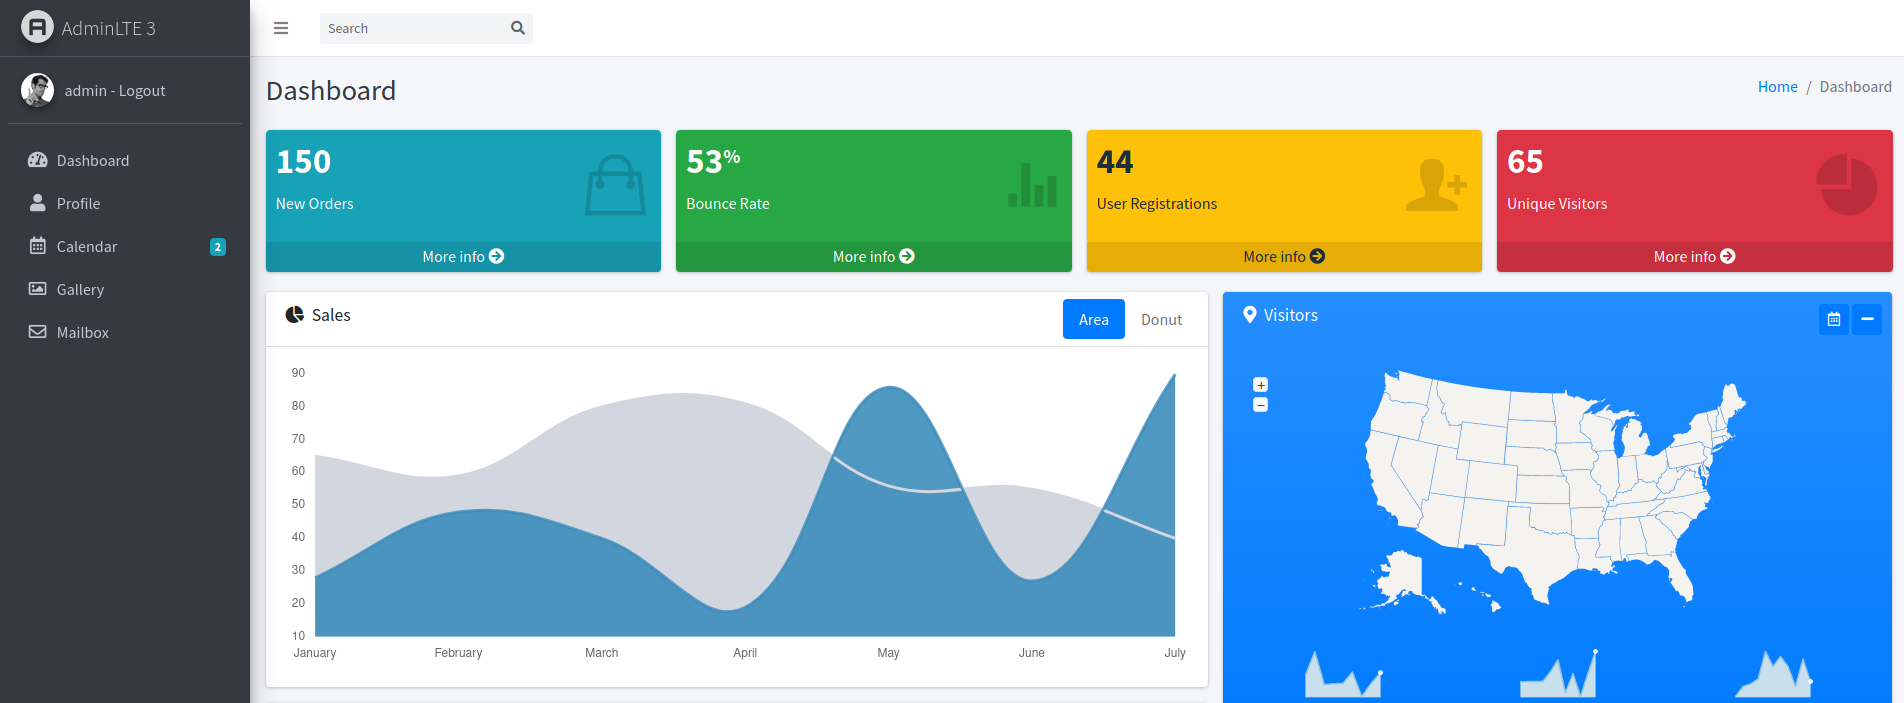 AdminLTE 3
Search
admin - Logout
Dashboard
Home / Dashboard
Dashboard
Profile
Calendar 2
Gallery
Mailbox
150
New Orders
More info
53%
Bounce Rate
More info
44
User Registrations
More info
65
Unique Visitors
More info
Sales
Area Donut
90
80
70
60
50
40
30
20
10
January February March April May June July
Visitors
+
−